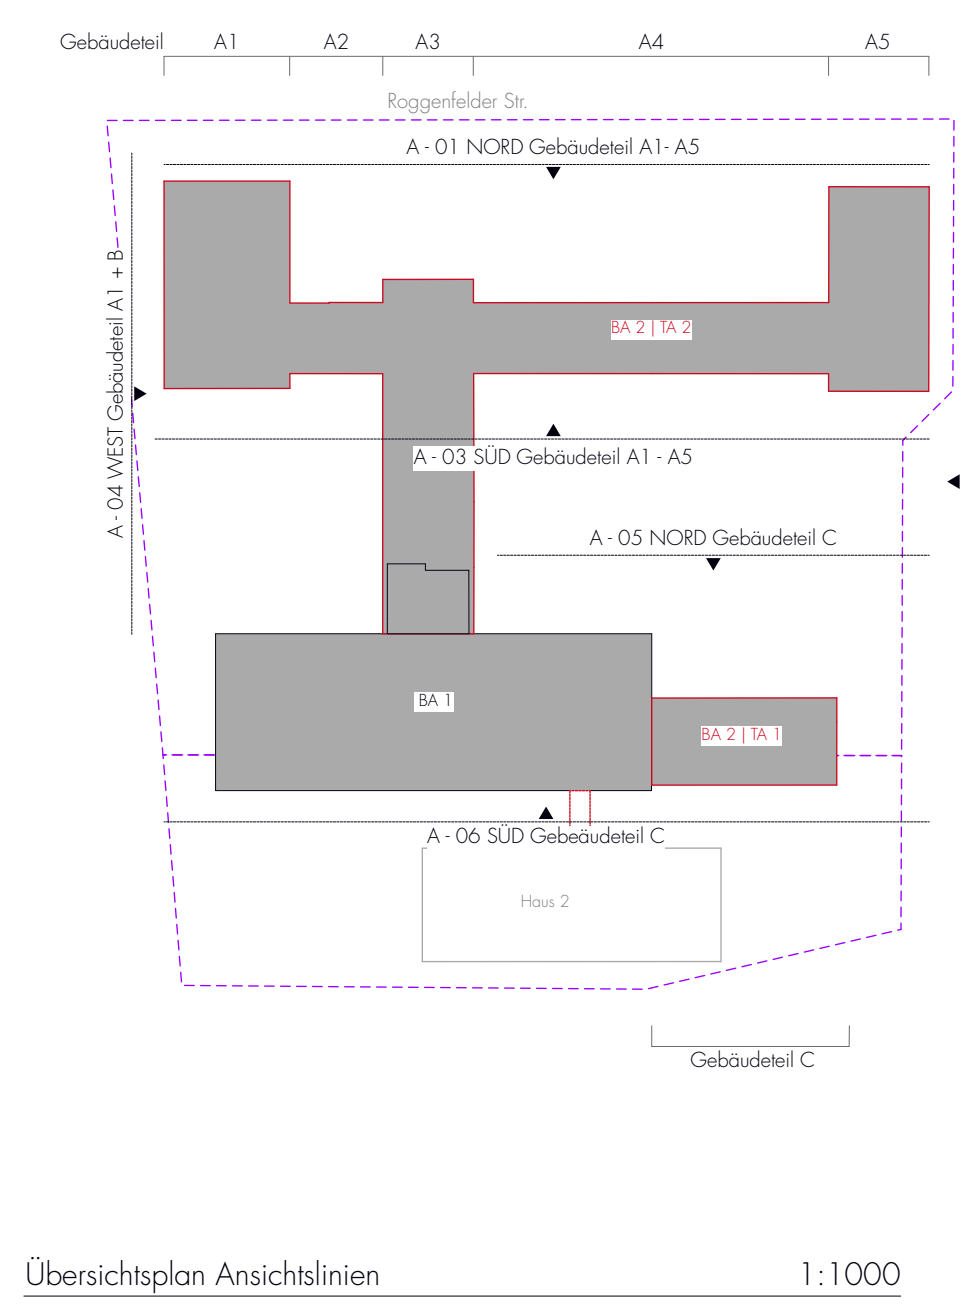 Gebäudeteil A1 A2 A3 A4 A5
Roggenfelder Str.
A - 01 NORD Gebäudeteil A1- A5
A - 04 WEST Gebäudeteil A1 + B
BA 2 | TA 2
A - 03 SÜD Gebäudeteil A1 - A5
A - 05 NORD Gebäudeteil C
BA 1
BA 2 | TA 1
A - 06 SÜD Gebeäudeteil C
Haus 2
Gebäudeteil C
Übersichtsplan Ansichtslinien 1:1000